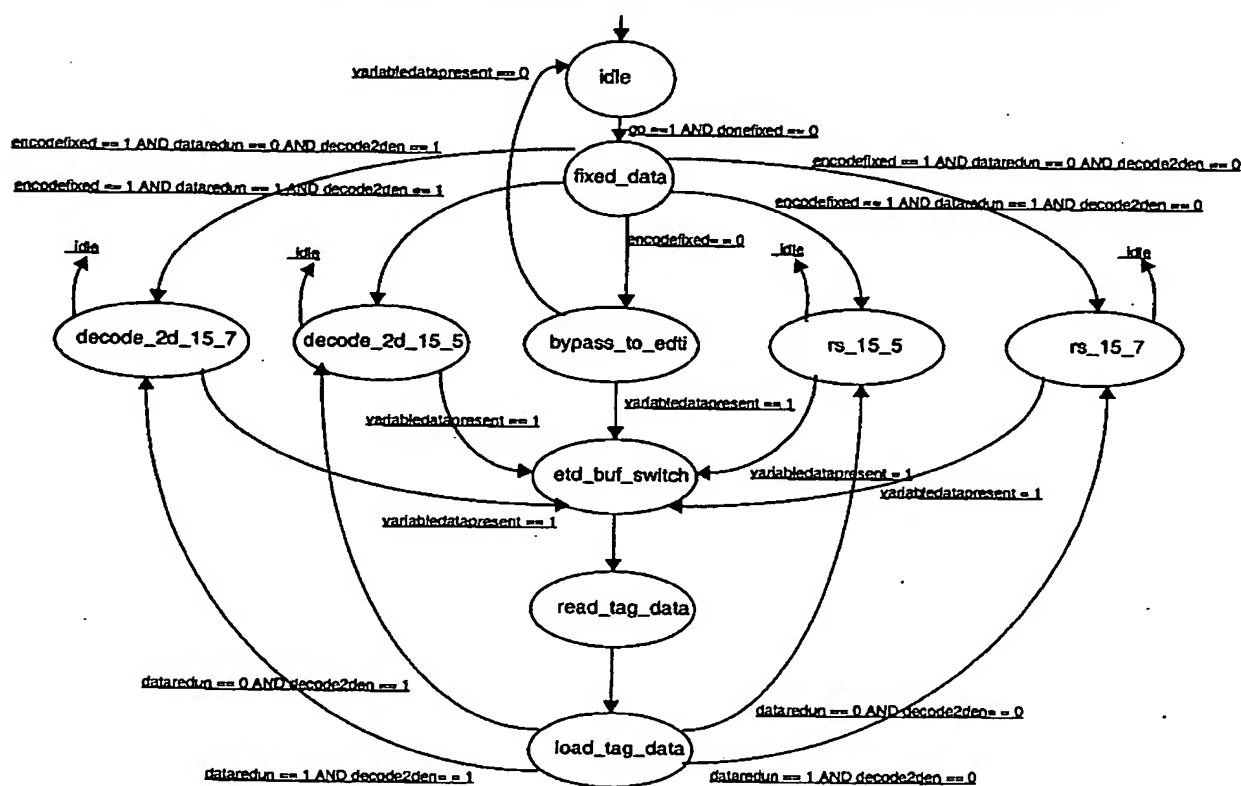 idle
variabledatapresent == 0
go ==1 AND donefixed == 0
encodefixed == 1 AND dataredun == 0 AND decode2den == 1
fixed_data
encodefixed == 1 AND dataredun == 0 AND decode2den == 0
encodefixed == 1 AND dataredun == 1 AND decode2den == 1
encodefixed == 1 AND dataredun == 1 AND decode2den == 0
encodefixed= = 0
idle
idle
idle
idle
decode_2d_15_7
decode_2d_15_5
bypass_to_edti
rs_15_5
rs_15_7
variabledatapresent == 1
variabledatapresent == 1
etd_buf_switch
variabledatapresent = 1
variabledatapresent = 1
variabledatapresent == 1
read_tag_data
dataredun == 0 AND decode2den == 1
dataredun == 0 AND decode2den= = 0
load_tag_data
dataredun == 1 AND decode2den= = 1
dataredun == 1 AND decode2den == 0